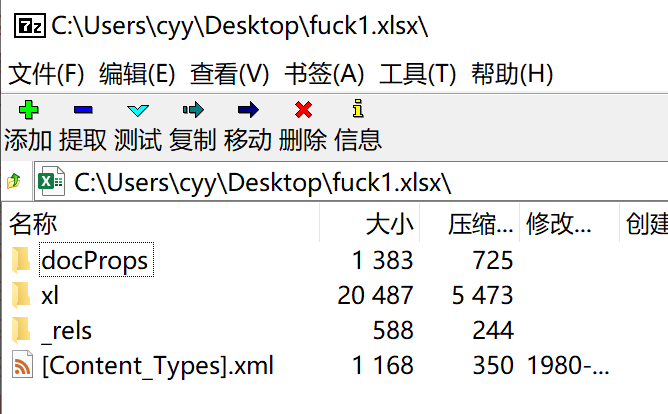 7z C:\Users\cyy\Desktop\fuck1.xlsx\
文件(F) 编辑(E) 查看(V) 书签(A) 工具(T) 帮助(H)
添加 提取 测试 复制 移动 删除 信息
C:\Users\cyy\Desktop\fuck1.xlsx\
名称 大小 压缩... 修改... 创建
docProps 1 383 725
xl 20 487 5 473
_rels 588 244
[Content_Types].xml 1 168 350 1980-...